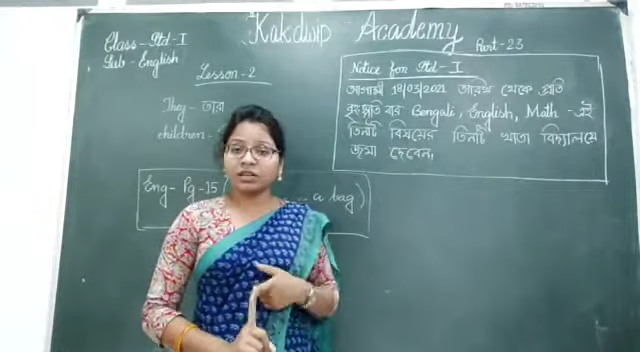 Kakdwip Academy
Class - Std - I
Sub - English
Part - 23
Lesson - 2
They - তারা
children -
Eng - Pg - 15
a bag)
Notice for Std - I
আগামী 18/03/2021 তারিখ থেকে প্রতি
বৃহস্পতি বার Bengali, English, Math - এই
তিনটি বিষয়ের তিনটি খাতা বিদ্যালয়ে
জমা দেবেন।